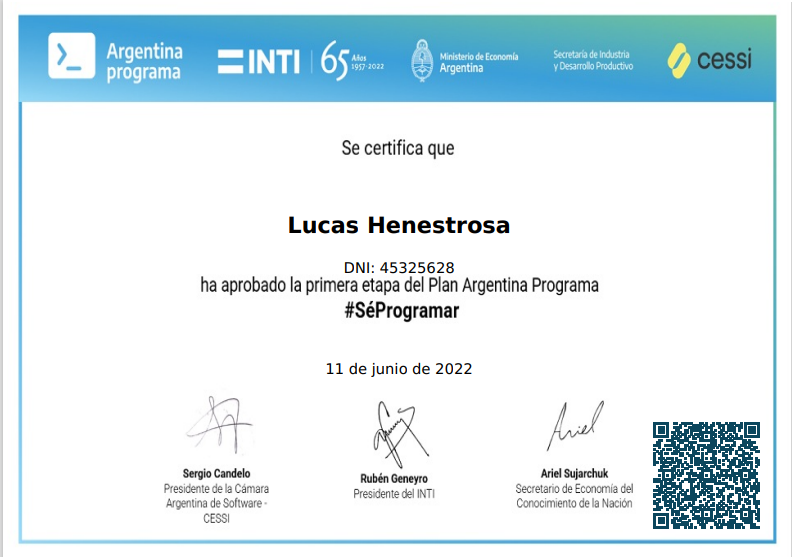 Argentina
programa
INTI
65 Años
1957-2022
Ministerio de Economía
Argentina
Secretaría de Industria
y Desarrollo Productivo
cessi
Se certifica que
Lucas Henestrosa
DNI: 45325628
ha aprobado la primera etapa del Plan Argentina Programa
#SéProgramar
11 de junio de 2022
Ariel
Sergio Candelo
Presidente de la Cámara
Argentina de Software -
CESSI
Rubén Geneyro
Presidente del INTI
Ariel Sujarchuk
Secretario de Economía del
Conocimiento de la Nación